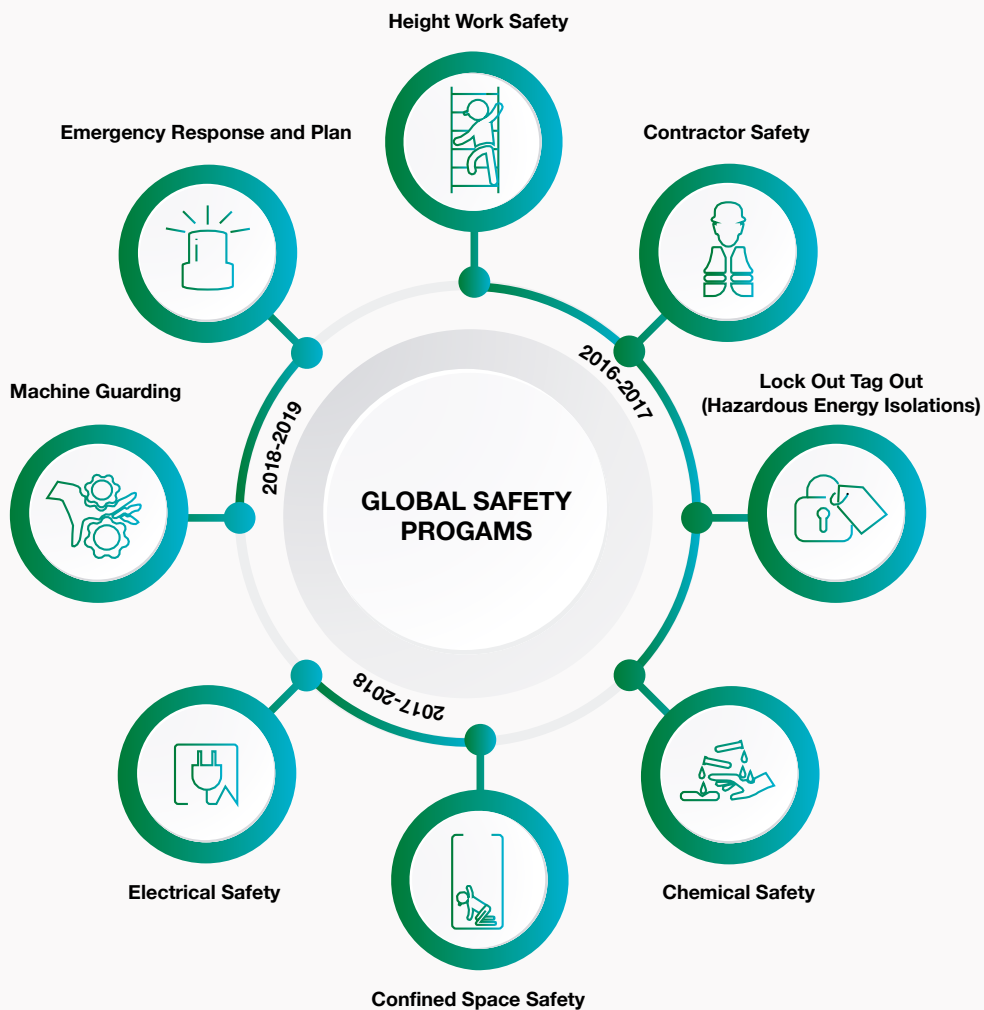 Height Work Safety
Emergency Response and Plan
Contractor Safety
Machine Guarding
Lock Out Tag Out
(Hazardous Energy Isolations)
2016-2017
2018-2019
GLOBAL SAFETY
PROGAMS
2017-2018
Electrical Safety
Chemical Safety
Confined Space Safety